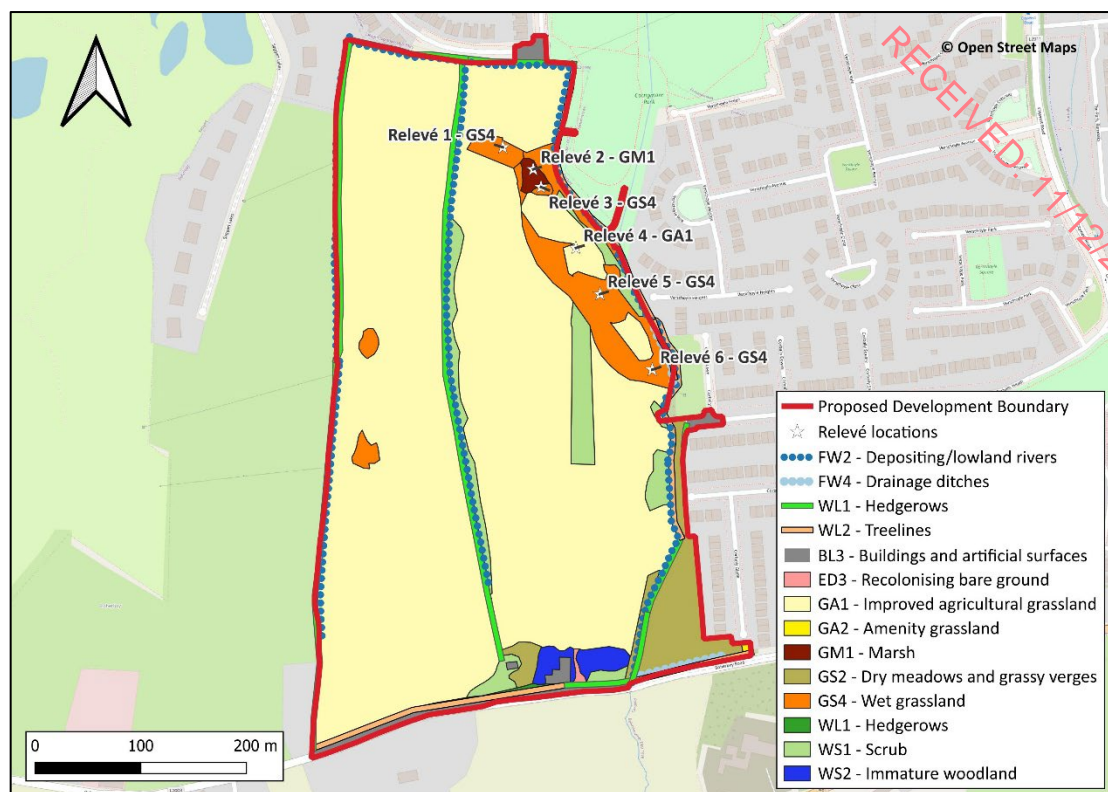 © Open Street Maps
RECEIVED: 11/12/2
Relevé 1 - GS4
Relevé 2 - GM1
Relevé 3 - GS4
Relevé 4 - GA1
Relevé 5 - GS4
Relevé 6 - GS4
Proposed Development Boundary
Relevé locations
FW2 - Depositing/lowland rivers
FW4 - Drainage ditches
WL1 - Hedgerows
WL2 - Treelines
BL3 - Buildings and artificial surfaces
ED3 - Recolonising bare ground
GA1 - Improved agricultural grassland
GA2 - Amenity grassland
GM1 - Marsh
GS2 - Dry meadows and grassy verges
GS4 - Wet grassland
WL1 - Hedgerows
WS1 - Scrub
WS2 - Immature woodland
0 100 200 m